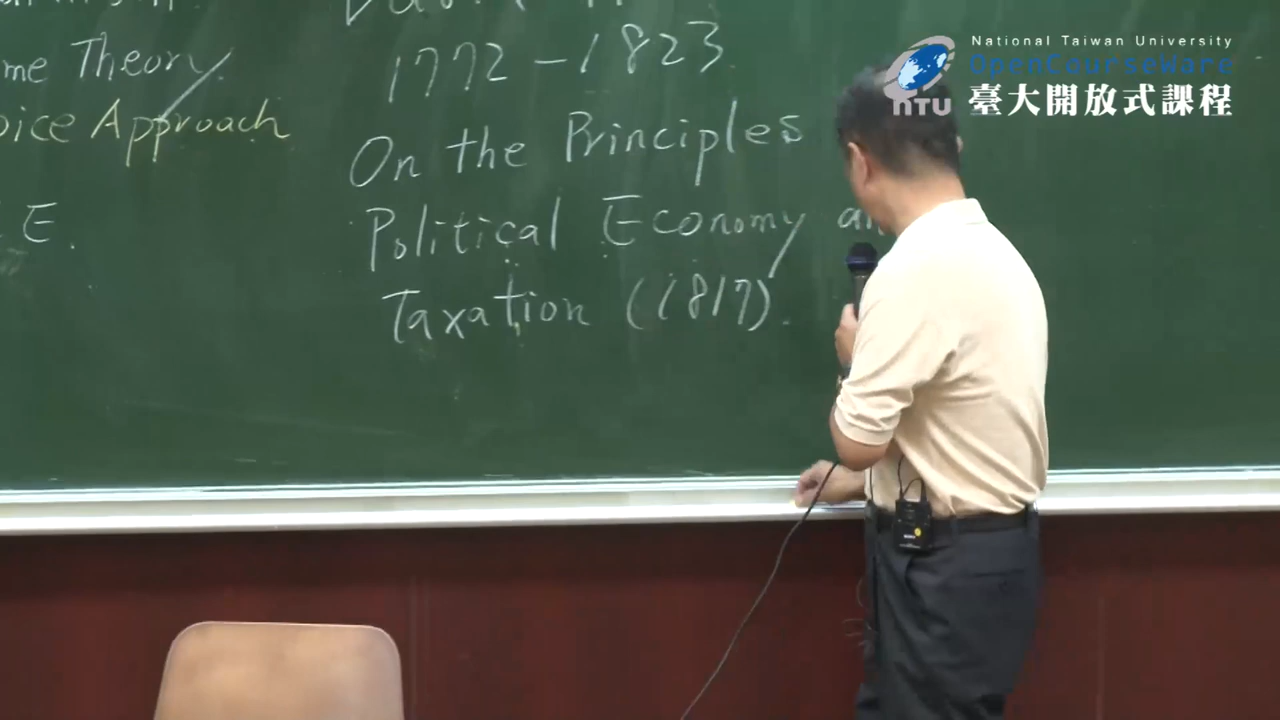 1772-1823.
me Theory.
oice Approach
On the Principles
Political Economy an
E.
Taxation (1817).
National Taiwan University
OpenCourseWare
NTU
臺大開放式課程